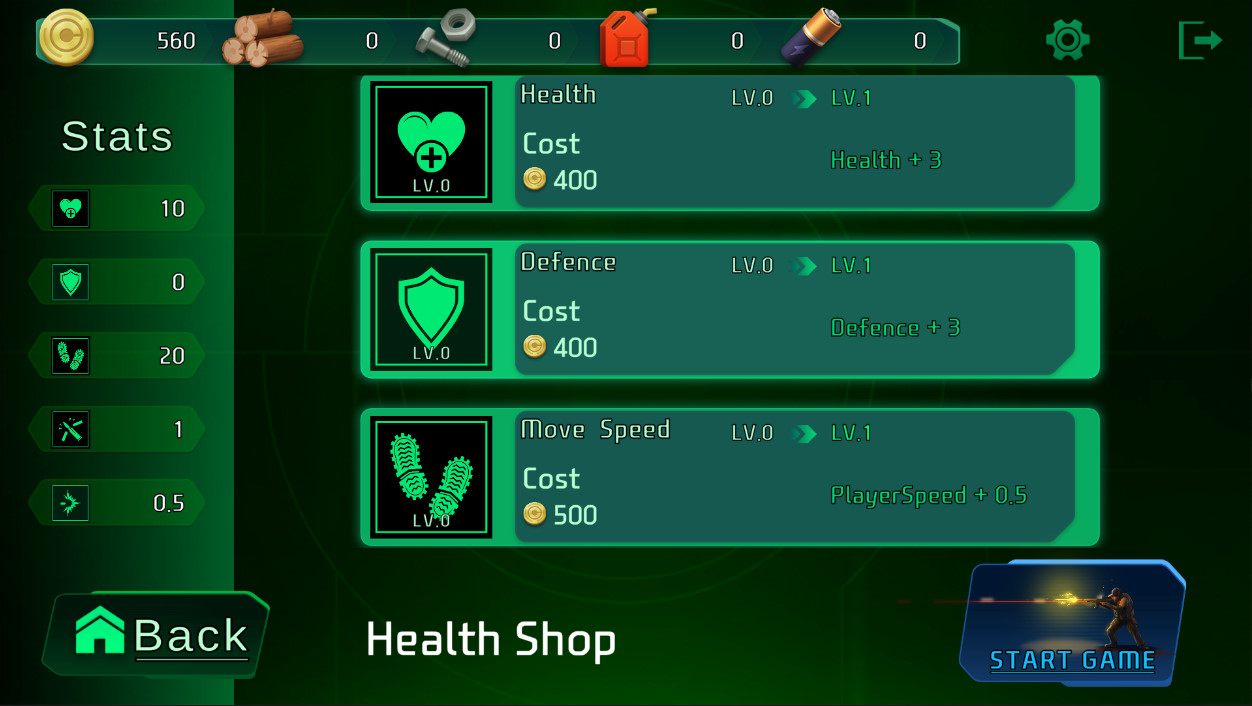 560 0 0 0 0
Stats
10
0
20
1
0.5
Health LV.0 LV.1
Cost
400
Health + 3
LV.0
Defence LV.0 LV.1
Cost
400
Defence + 3
LV.0
Move Speed LV.0 LV.1
Cost
500
PlayerSpeed + 0.5
LV.0
Back
Health Shop
START GAME